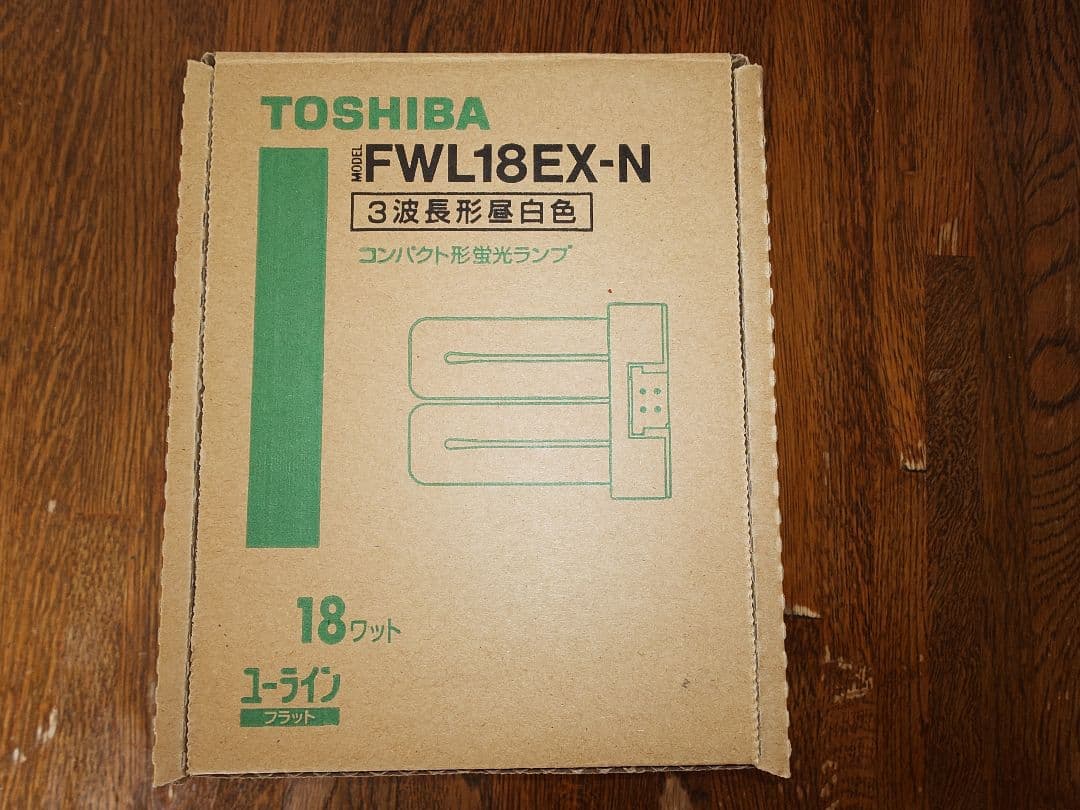 TOSHIBA
MODEL FWL18EX-N
3波長形昼白色
コンパクト形蛍光ランプ
18ワット
ユーライン
フラット